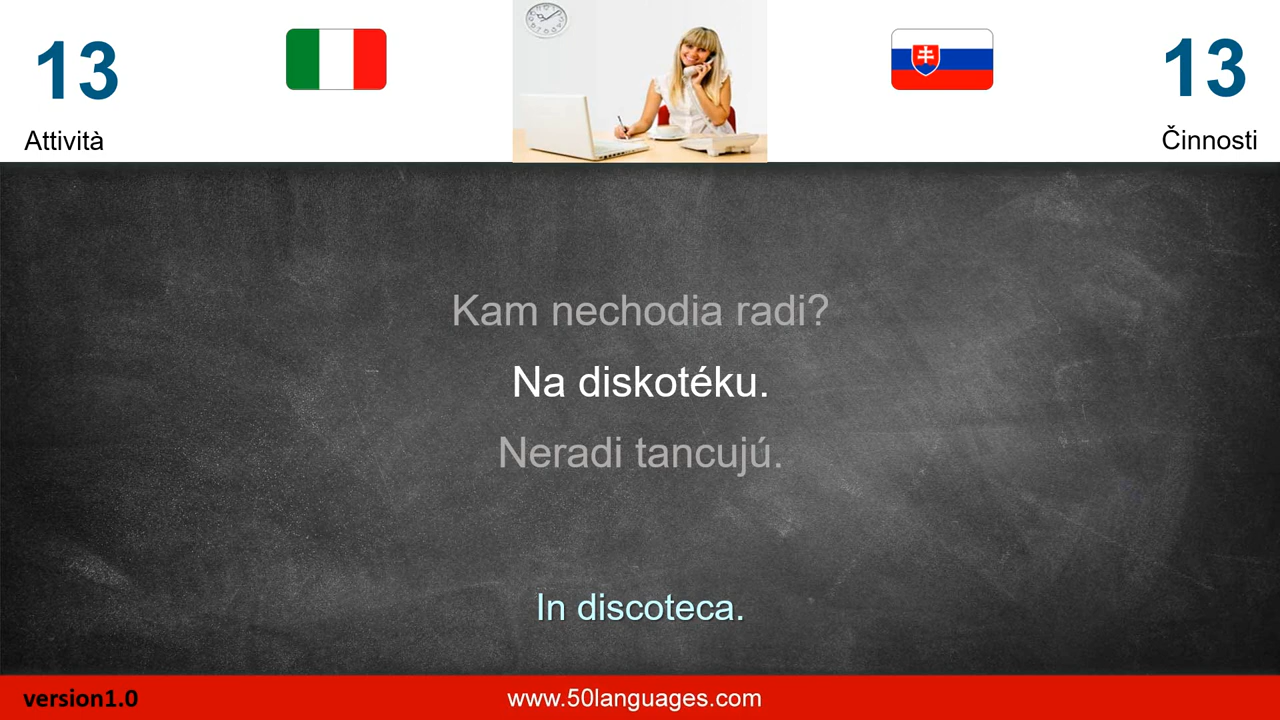 13
13
Attività
Činnosti
Kam nechodia radi?
Na diskotéku.
Neradi tancujú.
In discoteca.
version1.0
www.50languages.com